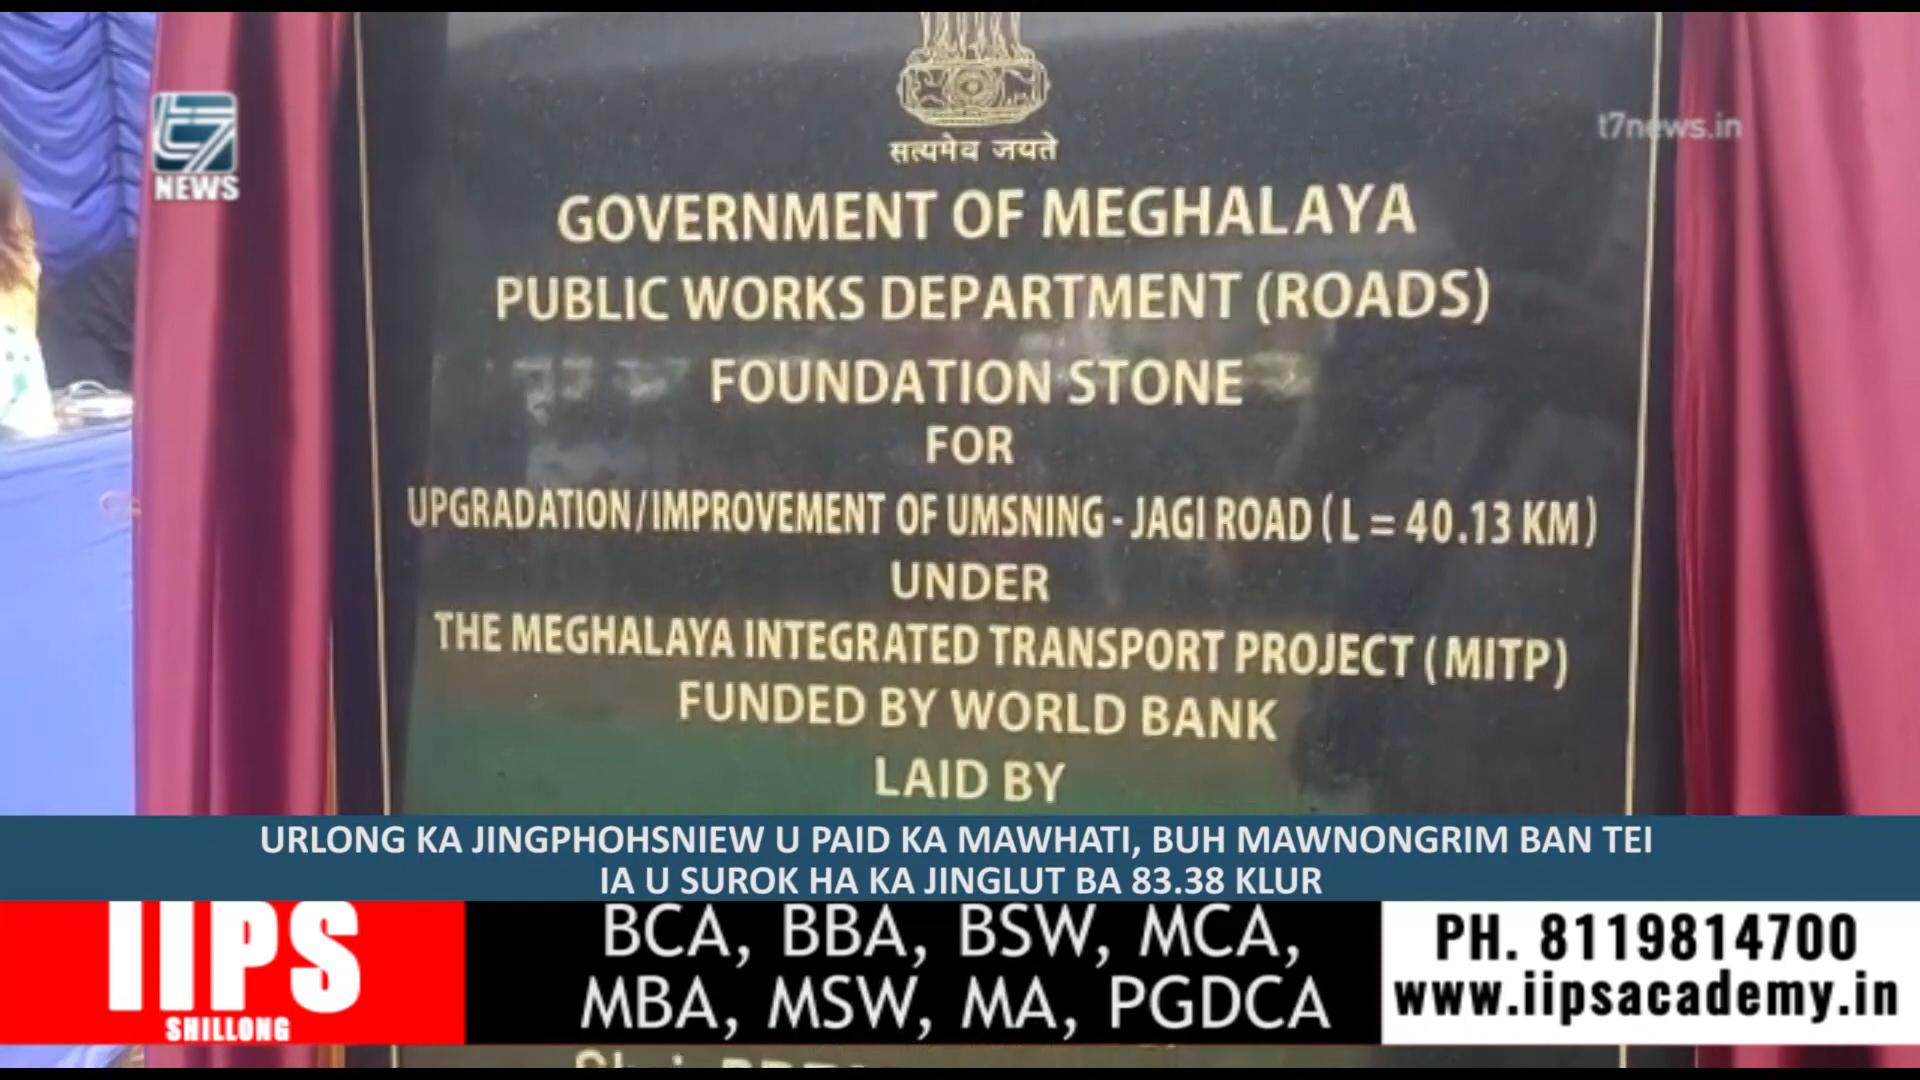 सत्यमेव जयते
T7
NEWS
t7news.in
GOVERNMENT OF MEGHALAYA
PUBLIC WORKS DEPARTMENT (ROADS)
FOUNDATION STONE
FOR
UPGRADATION/IMPROVEMENT OF UMSNING - JAGI ROAD ( L = 40.13 KM )
UNDER
THE MEGHALAYA INTEGRATED TRANSPORT PROJECT ( MITP )
FUNDED BY WORLD BANK
LAID BY
URLONG KA JINGPHOHSNIEW U PAID KA MAWHATI, BUH MAWNONGRIM BAN TEI
IA U SUROK HA KA JINGLUT BA 83.38 KLUR
IIPS
SHILLONG
BCA, BBA, BSW, MCA,
MBA, MSW, MA, PGDCA
PH. 8119814700
www.iipsacademy.in